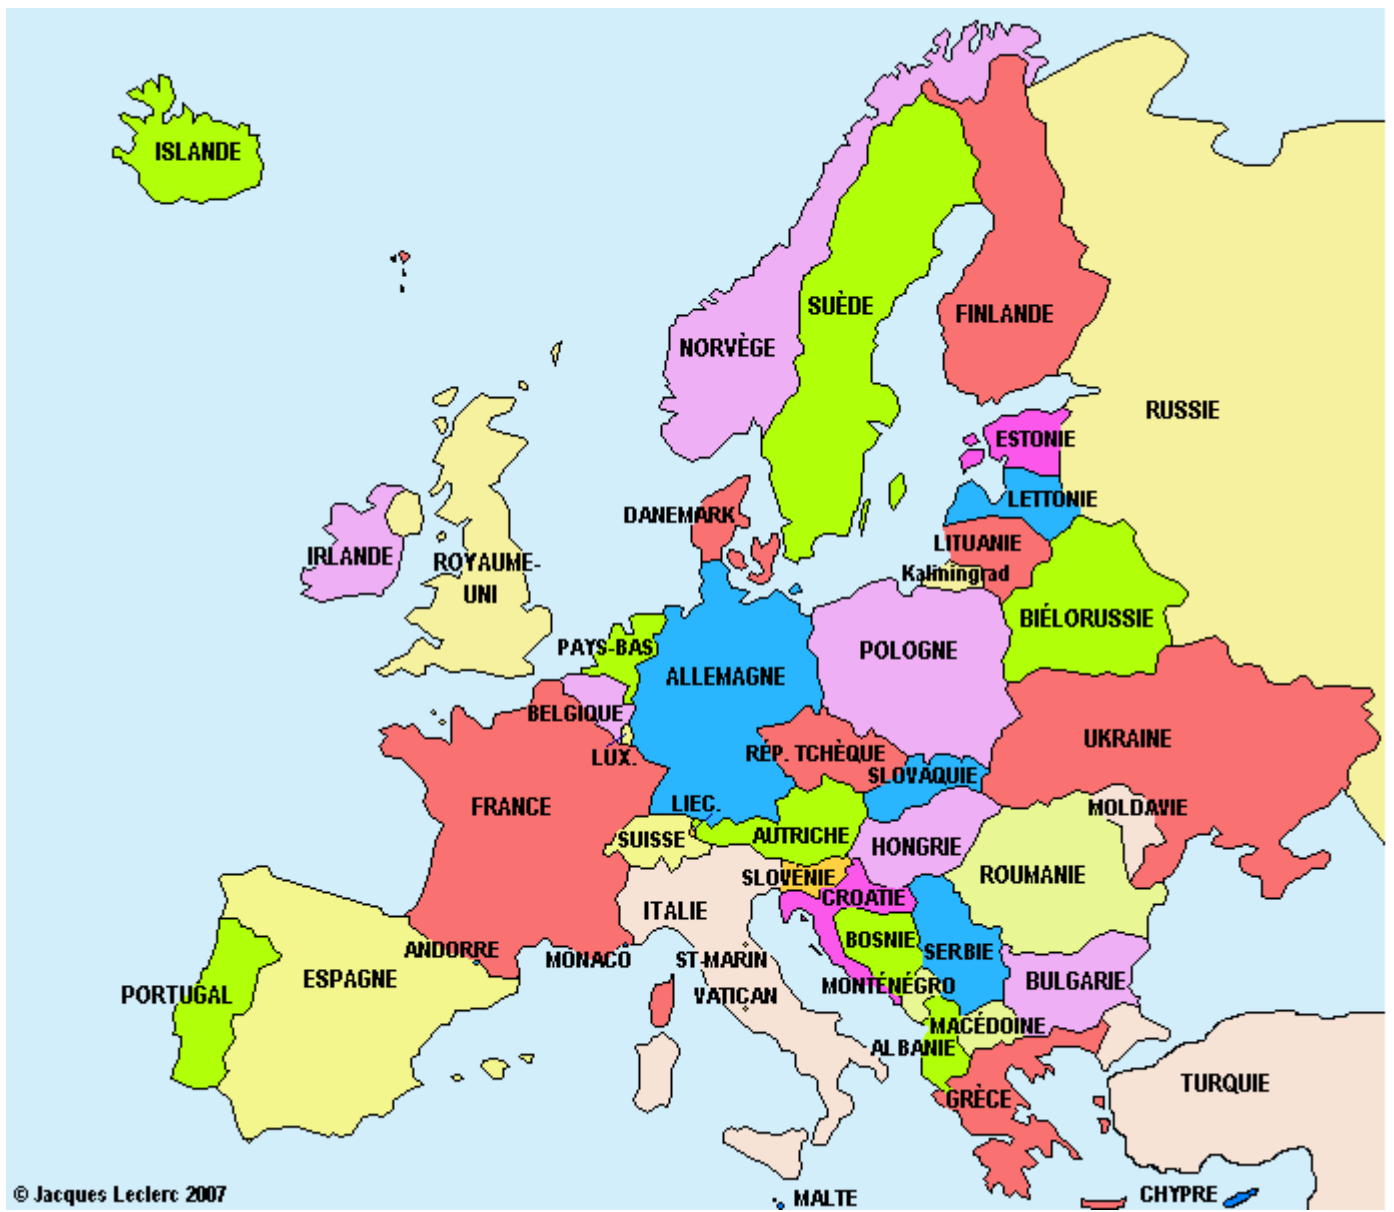 ISLANDE
SUÈDE
FINLANDE
NORVÈGE
RUSSIE
ESTONIE
LETTONIE
DANEMARK
LITUANIE
IRLANDE
ROYAUME-
UNI
Kaliningrad
BIÉLORUSSIE
PAYS-BAS
POLOGNE
ALLEMAGNE
BELGIQUE
UKRAINE
LUX.
RÉP. TCHÈQUE
SLOVAQUIE
FRANCE
LIEC.
MOLDAVIE
SUISSE
AUTRICHE
HONGRIE
SLOVÉNIE
ROUMANIE
CROATIE
ITALIE
BOSNIE
ANDORRE
MONACO
ST-MARIN
SERBIE
ESPAGNE
PORTUGAL
VATICAN
MONTÉNÉGRO
BULGARIE
MACÉDOINE
ALBANIE
TURQUIE
GRÈCE
© Jacques Leclerc 2007
MALTE
CHYPRE